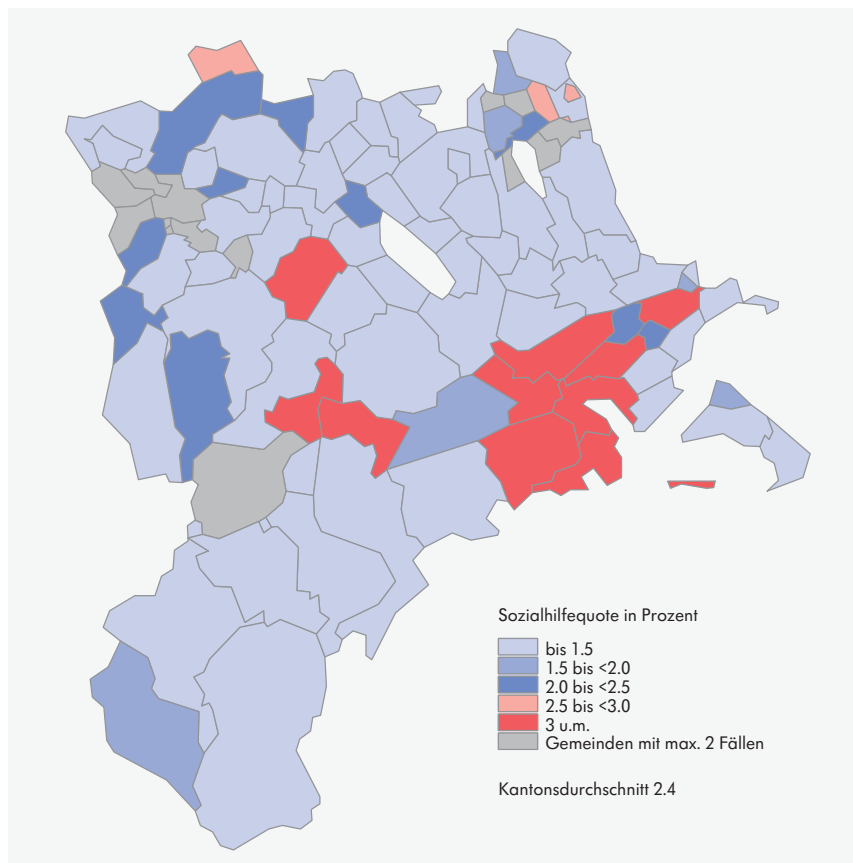 Sozialhilfequote in Prozent
bis 1.5
1.5 bis <2.0
2.0 bis <2.5
2.5 bis <3.0
3 u.m.
Gemeinden mit max. 2 Fällen
Kantonsdurchschnitt 2.4